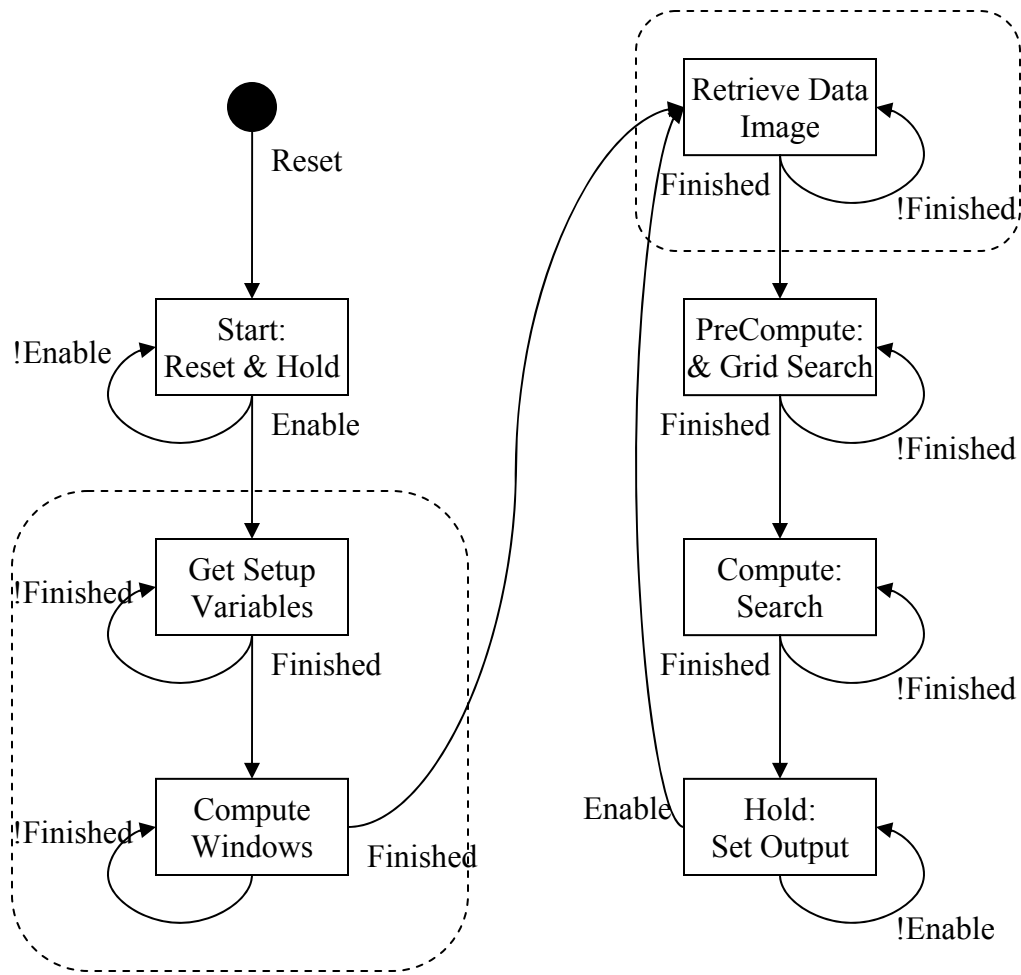 Reset
Start:
Reset & Hold
!Enable
Enable
Get Setup
Variables
!Finished
Finished
Compute
Windows
!Finished
Finished
Retrieve Data
Image
Finished
!Finished
PreCompute:
& Grid Search
Finished
!Finished
Compute:
Search
Finished
!Finished
Hold:
Set Output
Enable
!Enable